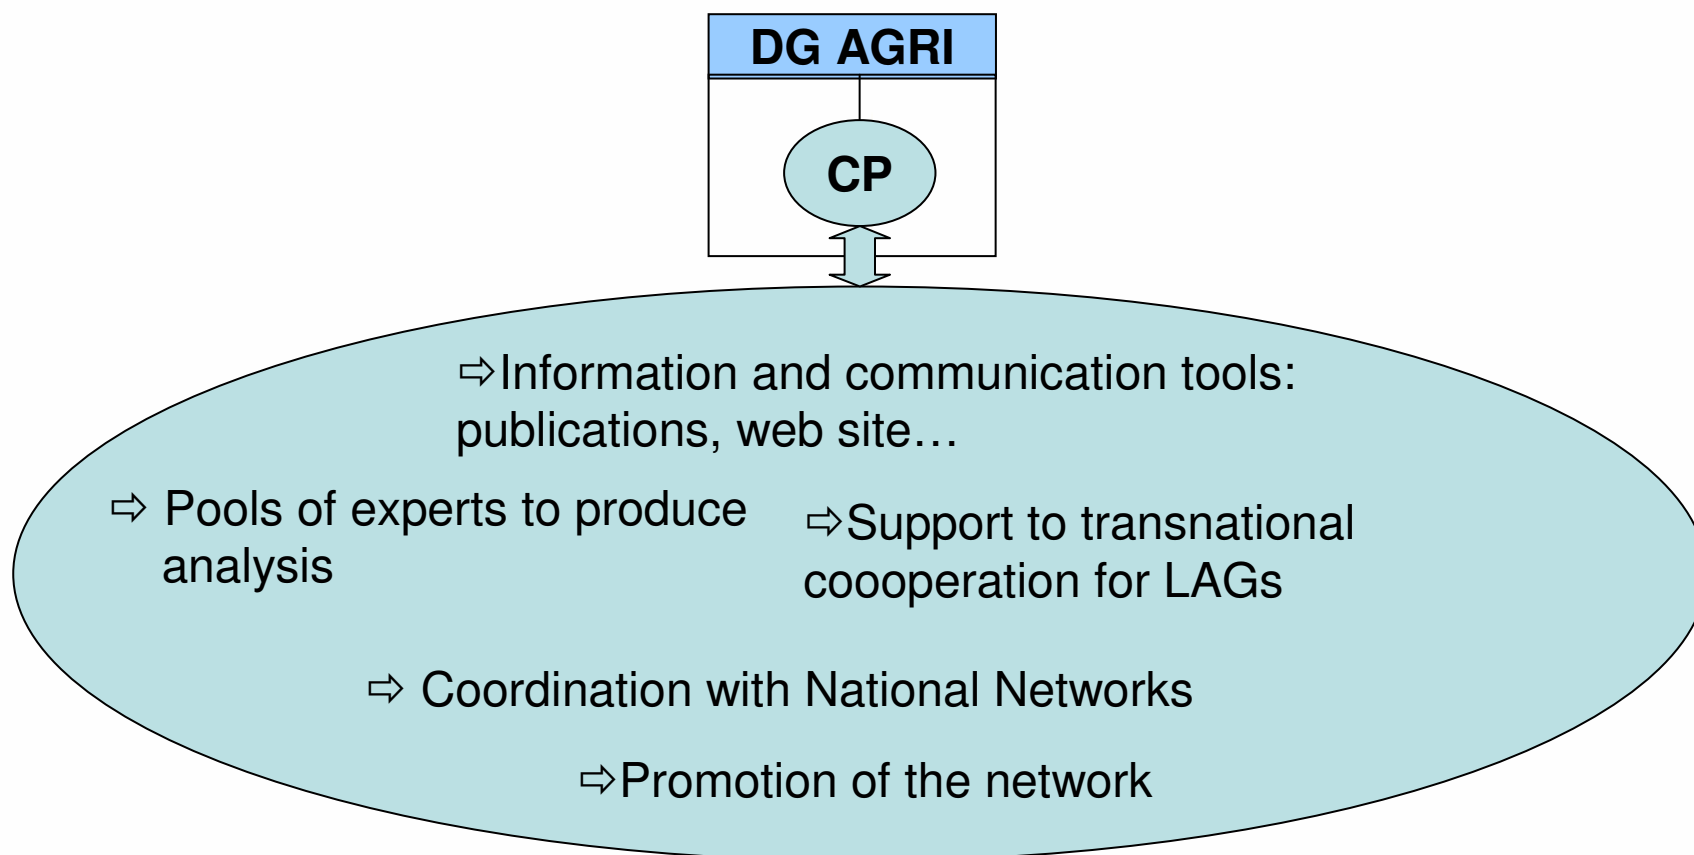 DG AGRI
CP
⇨Information and communication tools:
publications, web site…
⇨ Pools of experts to produce
analysis
⇨Support to transnational
coooperation for LAGs
⇨ Coordination with National Networks
⇨Promotion of the network